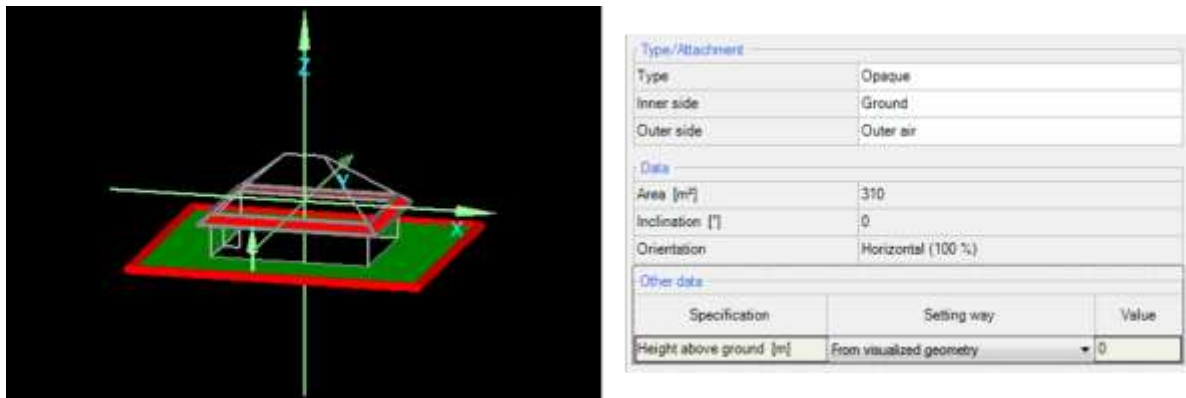 Z
Y
X
Type/Attachment
Type Opaque
Inner side Ground
Outer side Outer air
Data
Area [m²] 310
Inclination [°] 0
Orientation Horizontal (100 %)
Other data
Specification Setting way Value
Height above ground [m] From visualized geometry 0